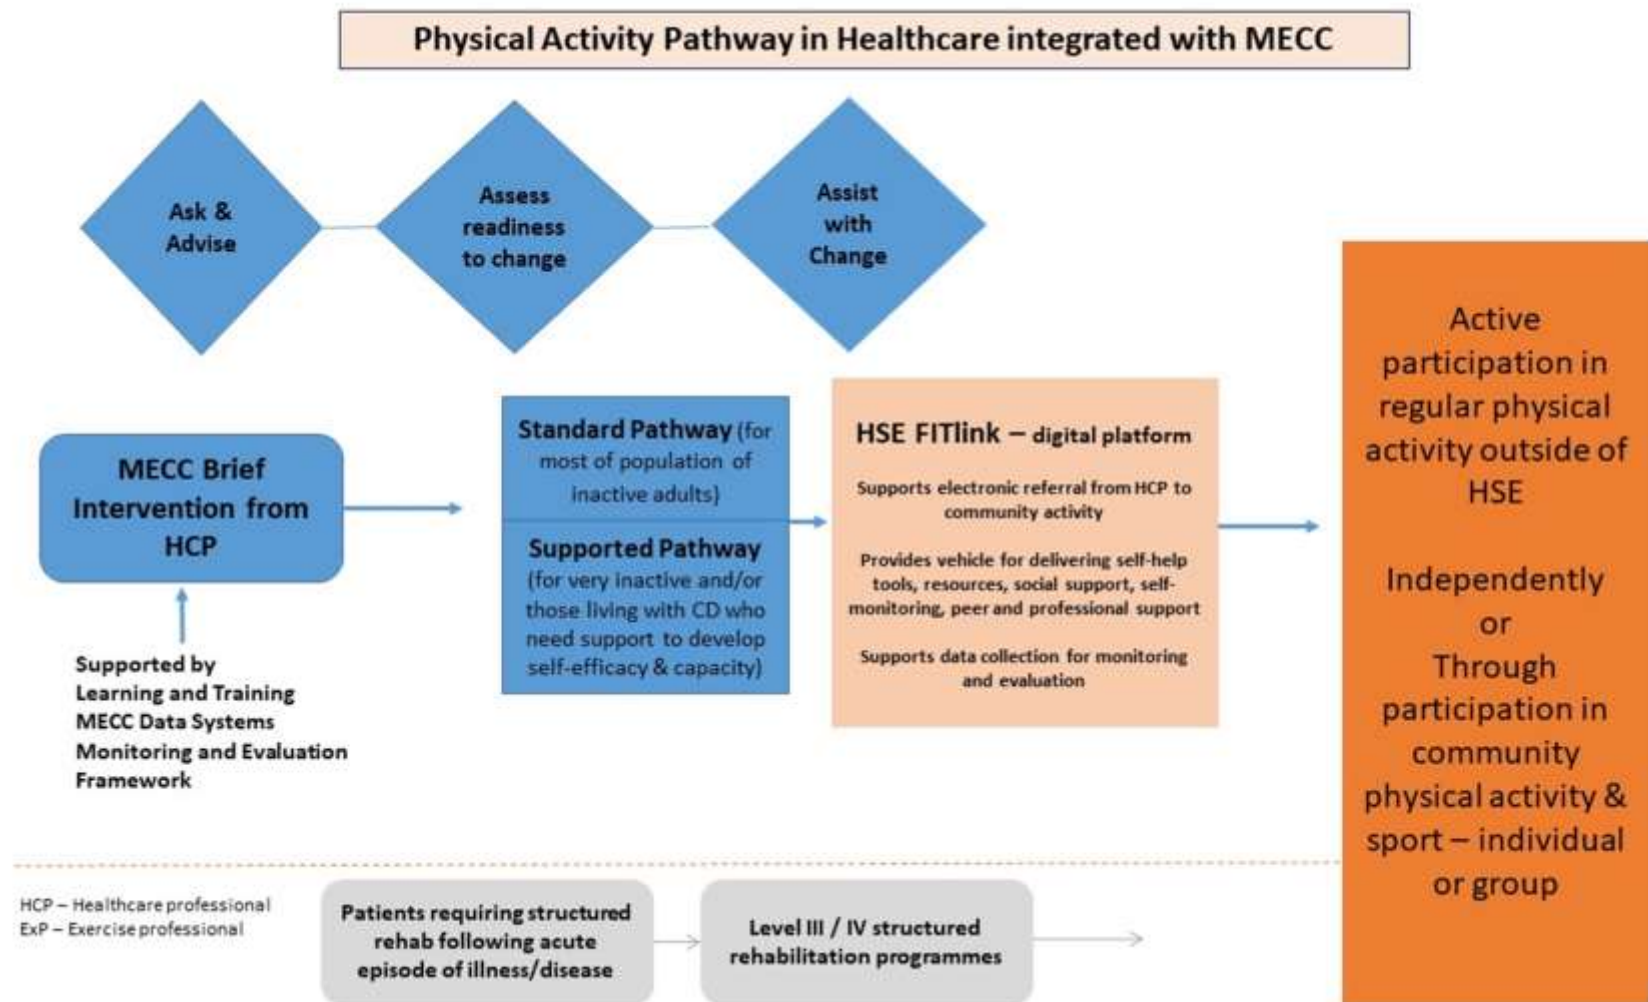 Physical Activity Pathway in Healthcare integrated with MECC
Ask &
Advise
Assess
readiness
to change
Assist
with
Change
MECC Brief
Intervention from
HCP
Supported by
Learning and Training
MECC Data Systems
Monitoring and Evaluation
Framework
Standard Pathway (for
most of population of
inactive adults)
Supported Pathway
(for very inactive and/or
those living with CD who
need support to develop
self-efficacy & capacity)
HSE FITlink – digital platform
Supports electronic referral from HCP to
community activity
Provides vehicle for delivering self-help
tools, resources, social support, self-
monitoring, peer and professional support
Supports data collection for monitoring
and evaluation
Active
participation in
regular physical
activity outside of
HSE
Independently
or
Through
participation in
community
physical activity &
sport – individual
or group
HCP – Healthcare professional
ExP – Exercise professional
Patients requiring structured
rehab following acute
episode of illness/disease
Level III / IV structured
rehabilitation programmes